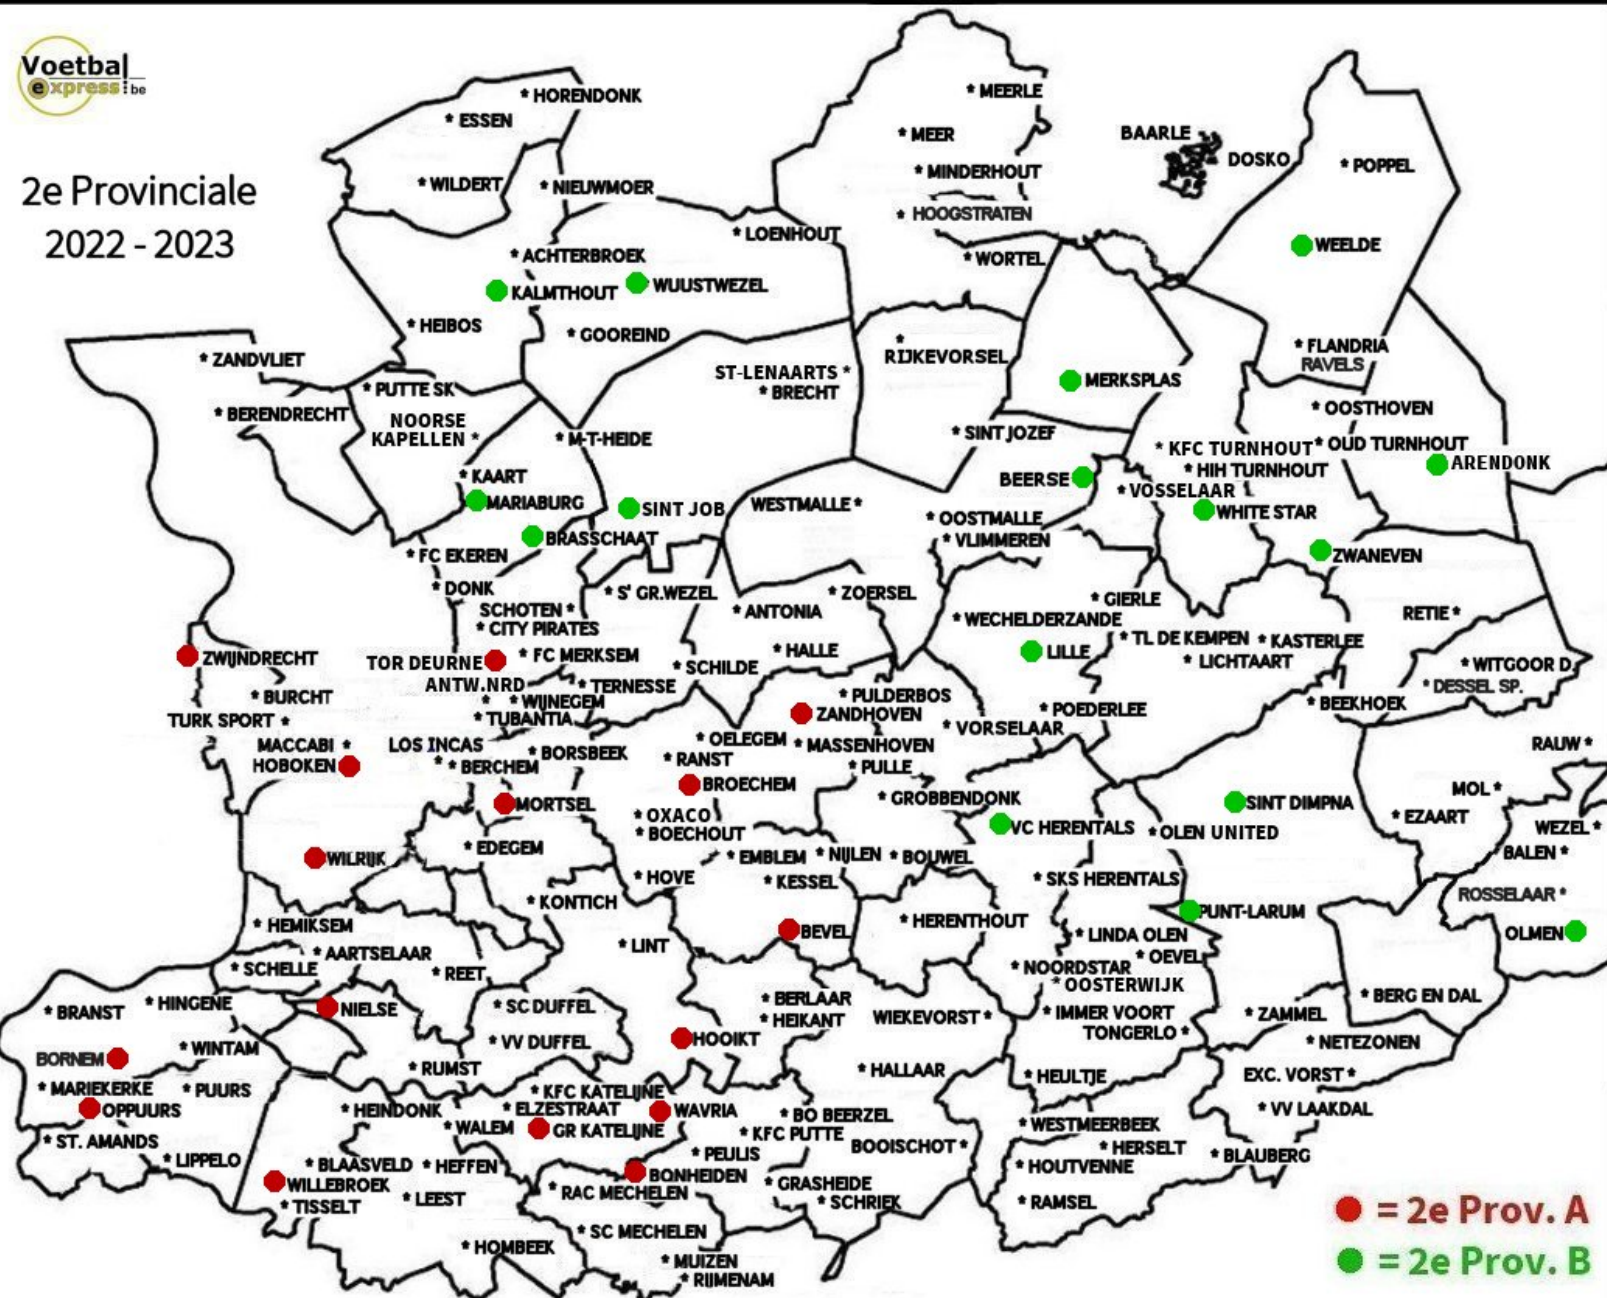 Voetbal
express!be
2e Provinciale
2022 - 2023
* HORENDONK
* ESSEN
* WILDERT
* NIEUWMOER
* MEERLE
* MEER
* MINDERHOUT
* HOOGSTRATEN
* WORTEL
BAARLE
DOSKO
* POPPEL
WEELDE
* LOENHOUT
* ACHTERBROEK
KALMTHOUT
WUUSTWEZEL
* HEIBOS
* GOOREIND
* FLANDRIA
RAVELS
* ZANDVLIET
* PUTTE SK
* BERENDRECHT
NOORSE
KAPELLEN *
ST-LENAARTS *
* BRECHT
*
RIJKEVORSEL
MERKSPLAS
* OOSTHOVEN
* M-T-HEIDE
* SINT JOZEF
* KFC TURNHOUT
* OUD TURNHOUT
* HIH TURNHOUT
ARENDONK
* KAART
MARIABURG
SINT JOB
WESTMALLE *
BEERSE
* VOSSELAAR
WHITE STAR
BRASSCHAAT
* OOSTMALLE
* VLIMMEREN
ZWANEVEN
* FC EKEREN
* DONK
* S' GR.WEZEL
* ZOERSEL
* ANTONIA
* GIERLE
RETIE *
SCHOTEN *
* CITY PIRATES
* WECHELDERZANDE
* TL DE KEMPEN
* KASTERLEE
ZWIJNDRECHT
TOR DEURNE
* FC MERKSEM
* HALLE
LILLE
* LICHTAART
* WITGOOR D.
* SCHILDE
ANTW.NRD
*
* TERNESSE
* DESSEL SP.
* BURCHT
* WIJNEGEM
* PULDERBOS
* BEEKHOEK
TURK SPORT *
* TUBANTIA
ZANDHOVEN
* POEDERLEE
* VORSELAAR
MACCABI *
HOBOKEN
LOS INCAS
*
* BORSBEEK
* OELEGEM
* MASSENHOVEN
RAUW *
* BERCHEM
* RANST
* PULLE
BROECHEM
MOL *
MORTSEL
* GROBBENDONK
SINT DIMPNA
* OXACO
* EZAART
* BOECHOUT
VC HERENTALS
* OLEN UNITED
WEZEL *
* EDEGEM
WILRIJK
* EMBLEM
* NIJLEN
* BOUWEL
BALEN *
* HOVE
* KESSEL
* SKS HERENTALS
ROSSELAAR *
* KONTICH
PUNT-LARUM
* HEMIKSEM
* HERENTHOUT
BEVEL
* LINDA OLEN
OLMEN
* LINT
* AARTSELAAR
* OEVEL
* SCHELLE
* REET
* NOORDSTAR
* OOSTERWIJK
* BRANST
* HINGENE
NIELSE
* SC DUFFEL
* BERLAAR
* BERG EN DAL
* HEIKANT
WIEKEVORST *
* IMMER VOORT
* ZAMMEL
TONGERLO *
HOOIKT
* VV DUFFEL
* NETEZONEN
* WINTAM
BORNEM
* RUMST
* HALLAAR
* HEULTJE
EXC. VORST *
* MARIEKERKE
* PUURS
* KFC KATELIJNE
OPPUURS
* HEINDONK
* ELZESTRAAT
WAVRIA
* BO BEERZEL
* VV LAAKDAL
* WALEM
GR KATELIJNE
* KFC PUTTE
* WESTMEERBEEK
* ST. AMANDS
BOOISCHOT *
* HERSELT
* PEULIS
* BLAUBERG
* LIPPELO
* BLAASVELD
* HEFFEN
* HOUTVENNE
BONHEIDEN
WILLEBROEK
* RAC MECHELEN
* GRASHEIDE
* TISSELT
* LEEST
* SCHRIEK
* RAMSEL
* SC MECHELEN
* HOMBEEK
* MUIZEN
* RIJMENAM
= 2e Prov. A
= 2e Prov. B